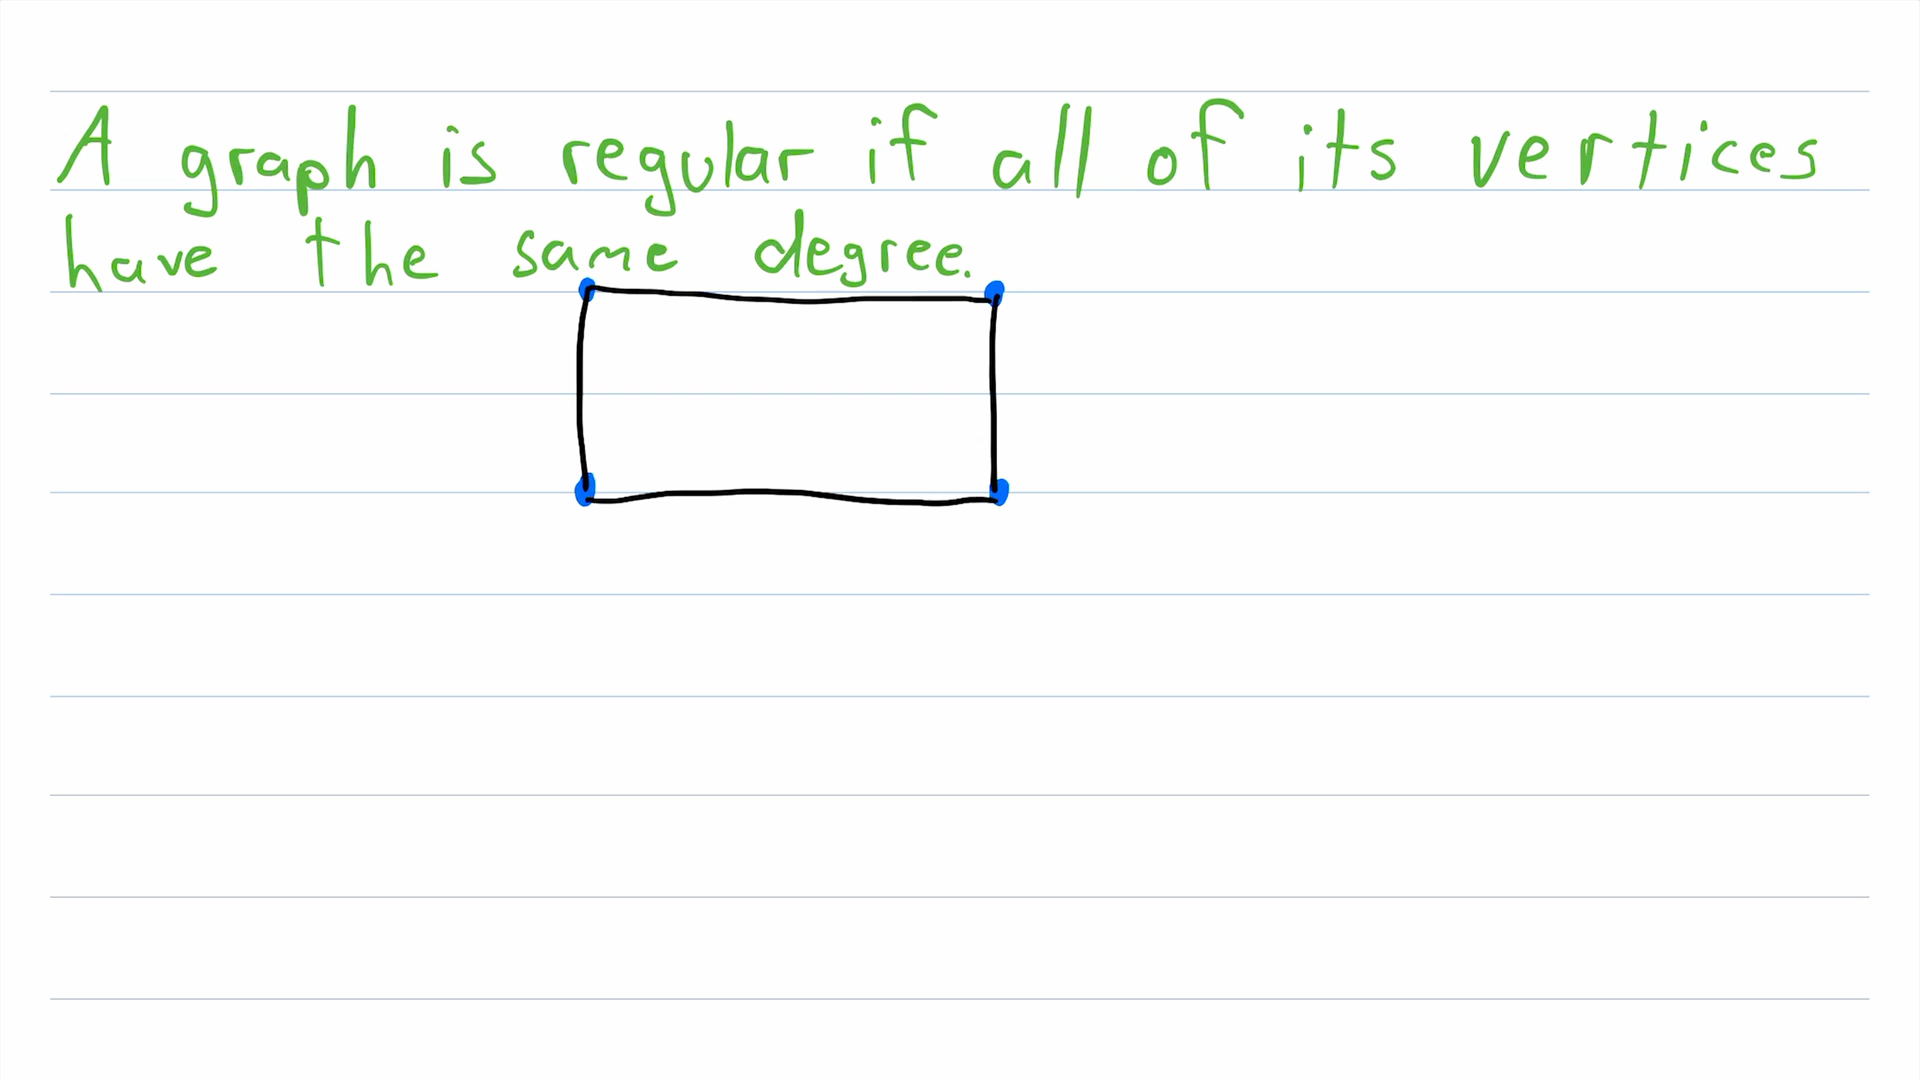 A graph is regular if all of its vertices
have the same degree.